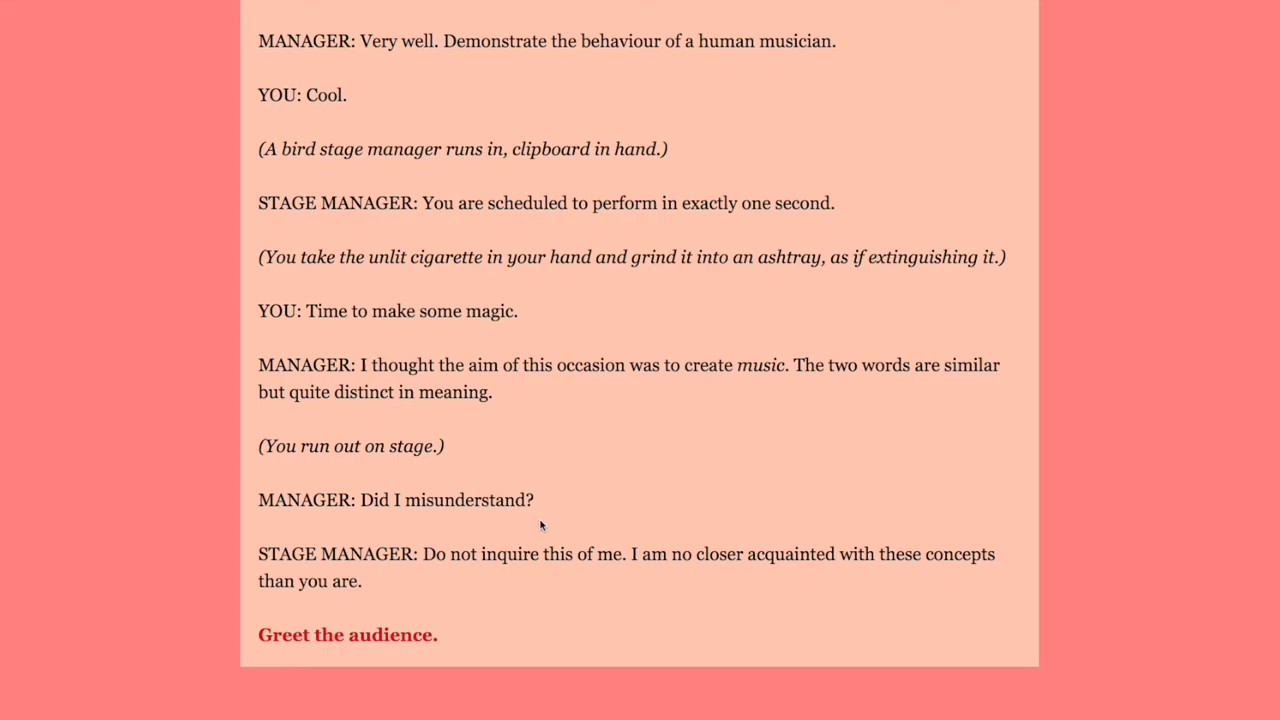 MANAGER: Very well. Demonstrate the behaviour of a human musician.
YOU: Cool.
(A bird stage manager runs in, clipboard in hand.)
STAGE MANAGER: You are scheduled to perform in exactly one second.
(You take the unlit cigarette in your hand and grind it into an ashtray, as if extinguishing it.)
YOU: Time to make some magic.
MANAGER: I thought the aim of this occasion was to create music. The two words are similar
but quite distinct in meaning.
(You run out on stage.)
MANAGER: Did I misunderstand?
STAGE MANAGER: Do not inquire this of me. I am no closer acquainted with these concepts
than you are.
Greet the audience.